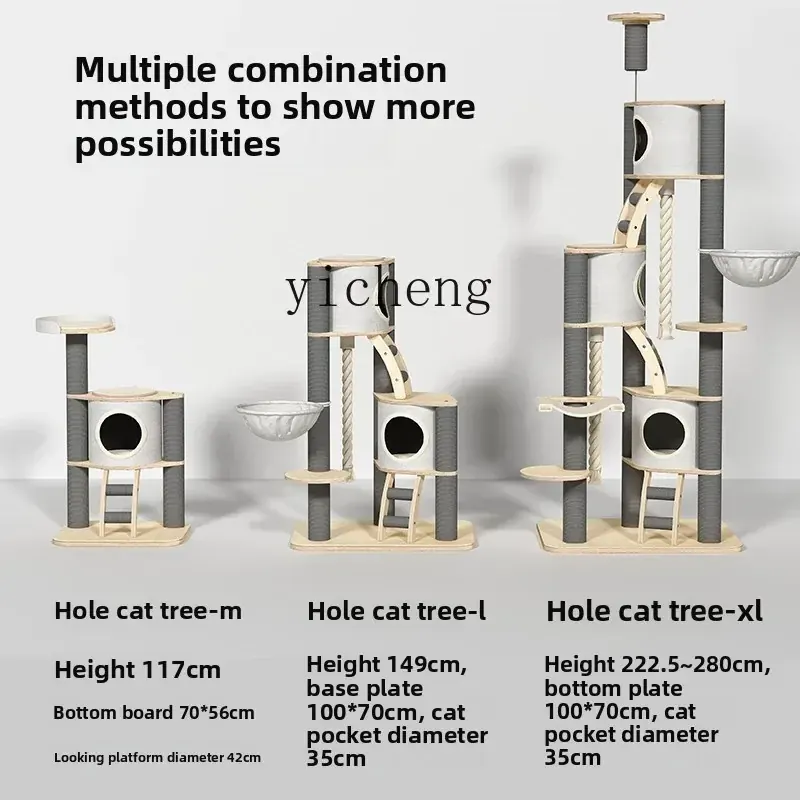 Multiple combination
methods to show more
possibilities
yicheng
Hole cat tree-m
Height 117cm
Bottom board 70*56cm
Looking platform diameter 42cm
Hole cat tree-l
Height 149cm,
base plate
100*70cm, cat
pocket diameter
35cm
Hole cat tree-xl
Height 222.5~280cm,
bottom plate
100*70cm, cat
pocket diameter
35cm